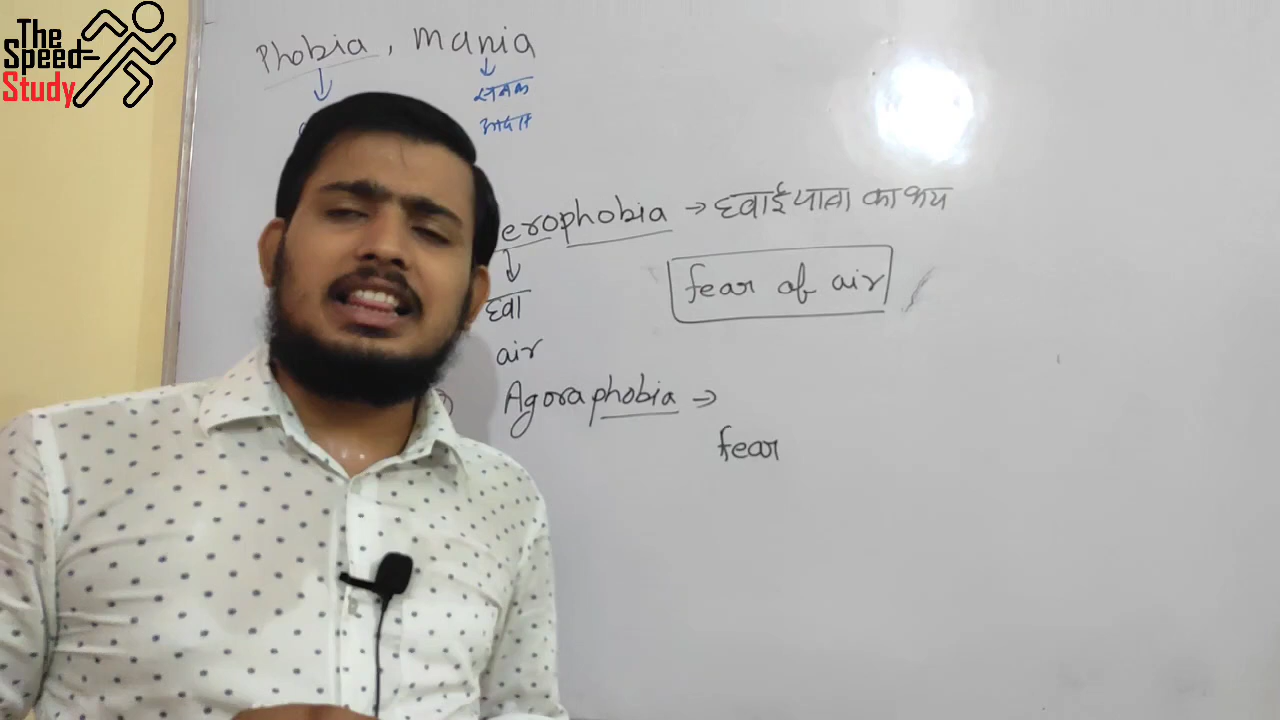 The
Speed
Study
Phobia, mania
सनक
आदत
erophobia → हवाई यात्रा का भय
हवा
fear of air
air
Agoraphobia →
fear